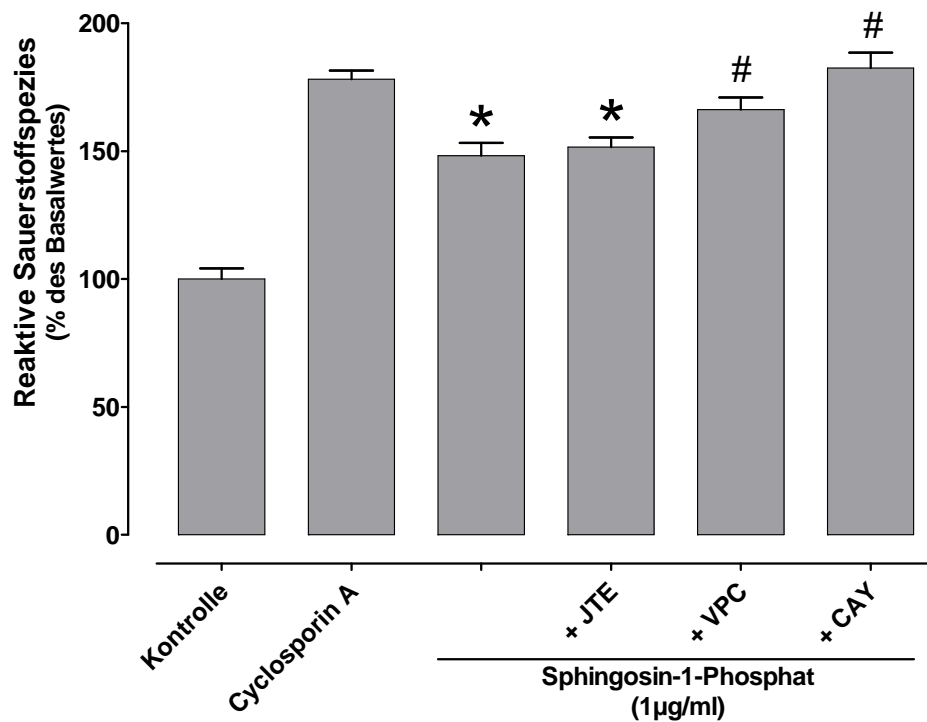 Reaktive Sauerstoffspezies
(% des Basalwertes)
200
150
100
50
0
*
*
#
#
Kontrolle
Cyclosporin A
+ JTE
+ VPC
+ CAY
Sphingosin-1-Phosphat
(1µg/ml)